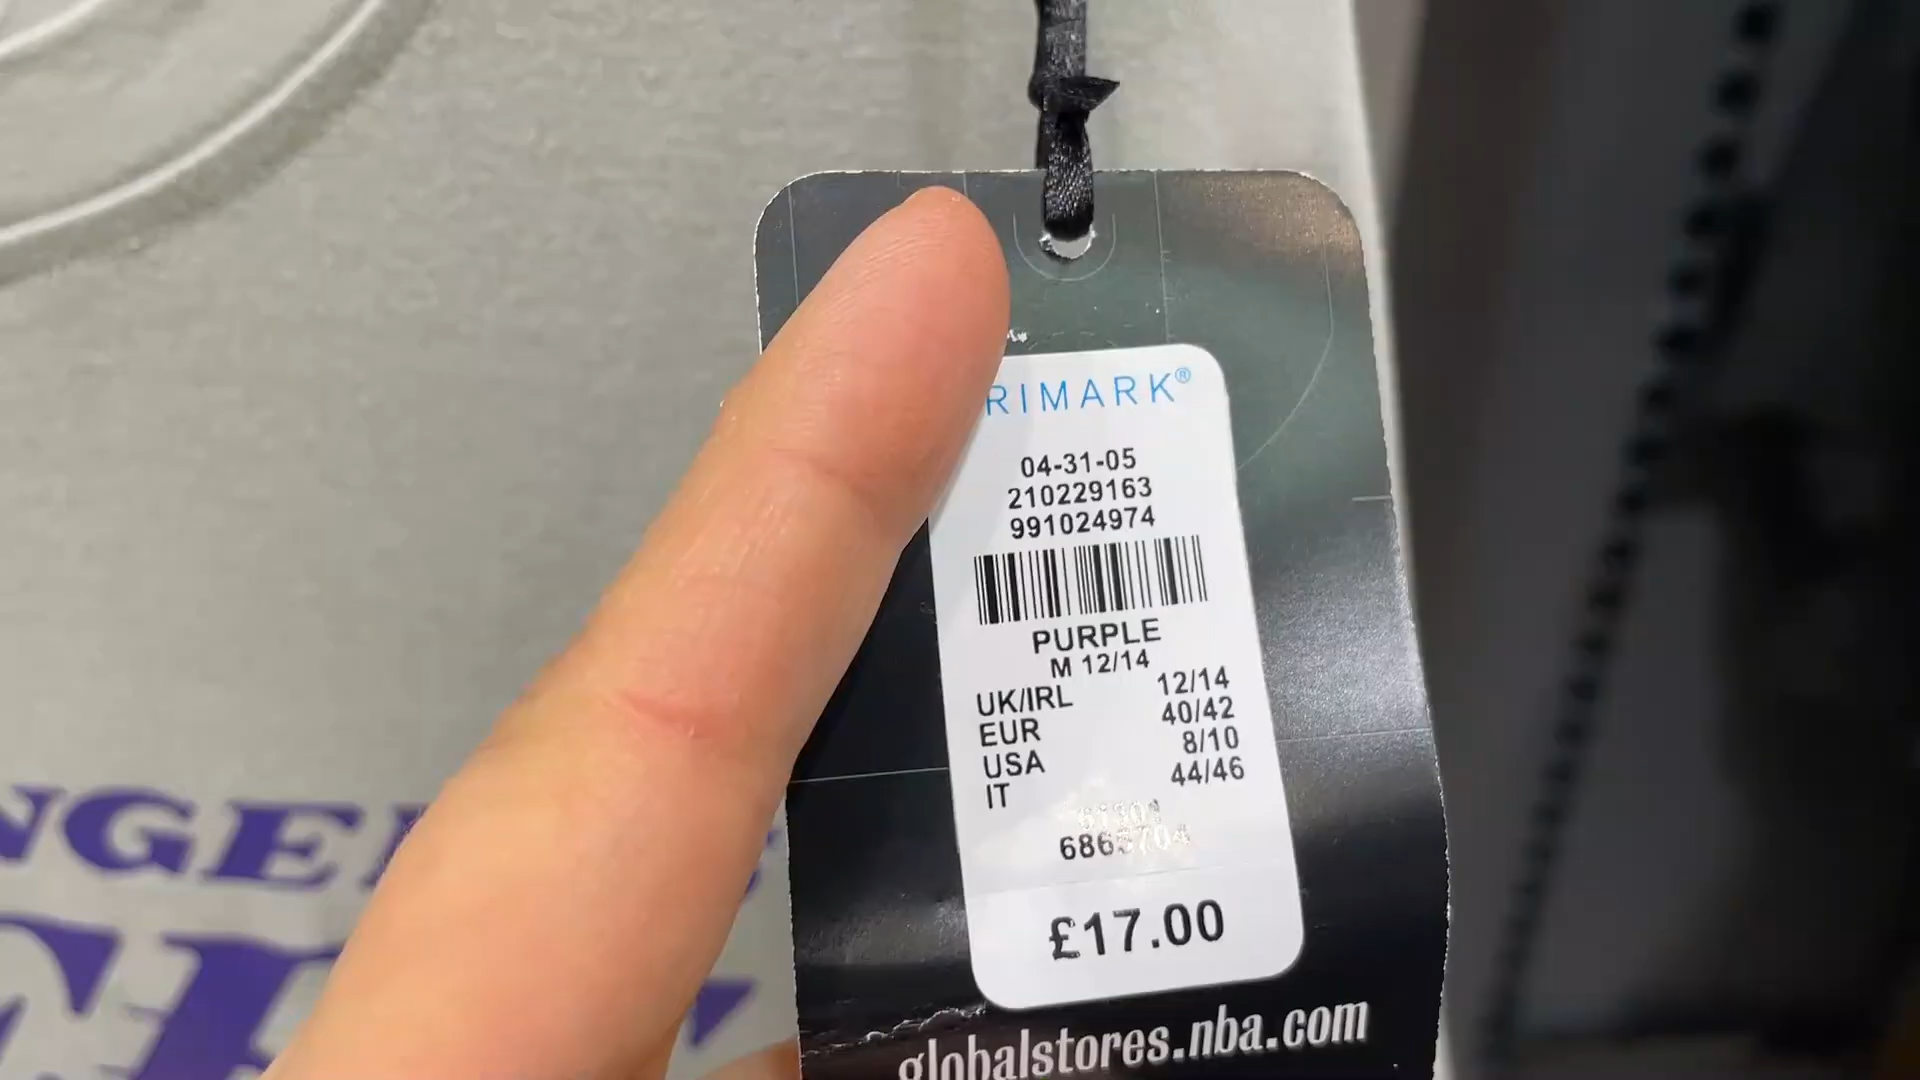 RIMARK®
04-31-05
210229163
991024974
PURPLE
M 12/14
UK/IRL 12/14
EUR 40/42
USA 8/10
IT 44/46
£17.00
globalstores.nba.com